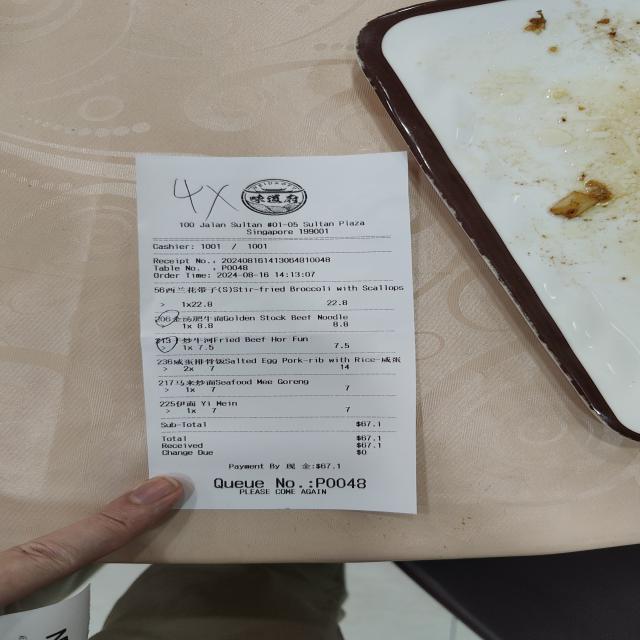 4x
味道府
100 Jalan Sultan #01-05 Sultan Plaza
Singapore 199001
Cashier: 1001 / 1001
Receipt No.: 20240816141306481 0048
Table No. : P0048
Order Time: 2024-08-16 14:13:07
56西兰花带子(S)Stir-fried Broccoli with Scallops
> 1x22.8 22.8
肥牛面Golden Stock Beef Noodle
1x 8.8 8.8
炒牛河Fried Beef Hor Fun
1x 7.5 7.5
236咸蛋排骨饭Salted Egg Pork-rib with Rice-咸蛋
> 2x 7 14
217马来炒面Seafood Mee Goreng
> 1x 7 7
225伊面 Yi Mein
> 1x 7 7
Sub-Total $67.1
Total $67.1
Received $67.1
Change Due $0
Payment By 现 金:$67.1
Queue No.:P0048
PLEASE COME AGAIN